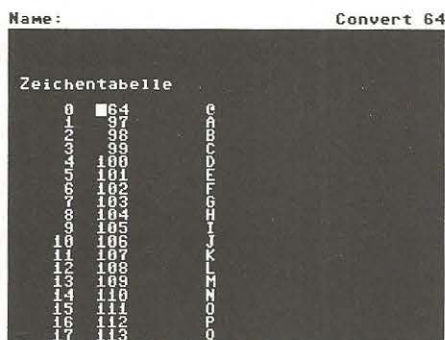 Name: Convert 64
Zeichentabelle
0 64 @
1 97 A
2 98 B
3 99 C
4 100 D
5 101 E
6 102 F
7 103 G
8 104 H
9 105 I
10 106 J
11 107 K
12 108 L
13 109 M
14 110 N
15 111 O
16 112 P
17 113 Q